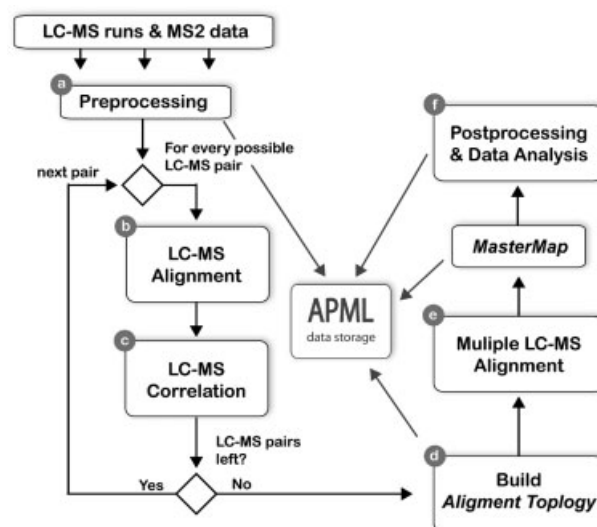 LC-MS runs & MS2 data
a
Preprocessing
For every possible
LC-MS pair
next pair
b
LC-MS
Alignment
c
LC-MS
Correlation
LC-MS pairs
left?
Yes
No
d
Build
Aligment Toplogy
e
Muliple LC-MS
Alignment
MasterMap
f
Postprocessing
& Data Analysis
APML
data storage